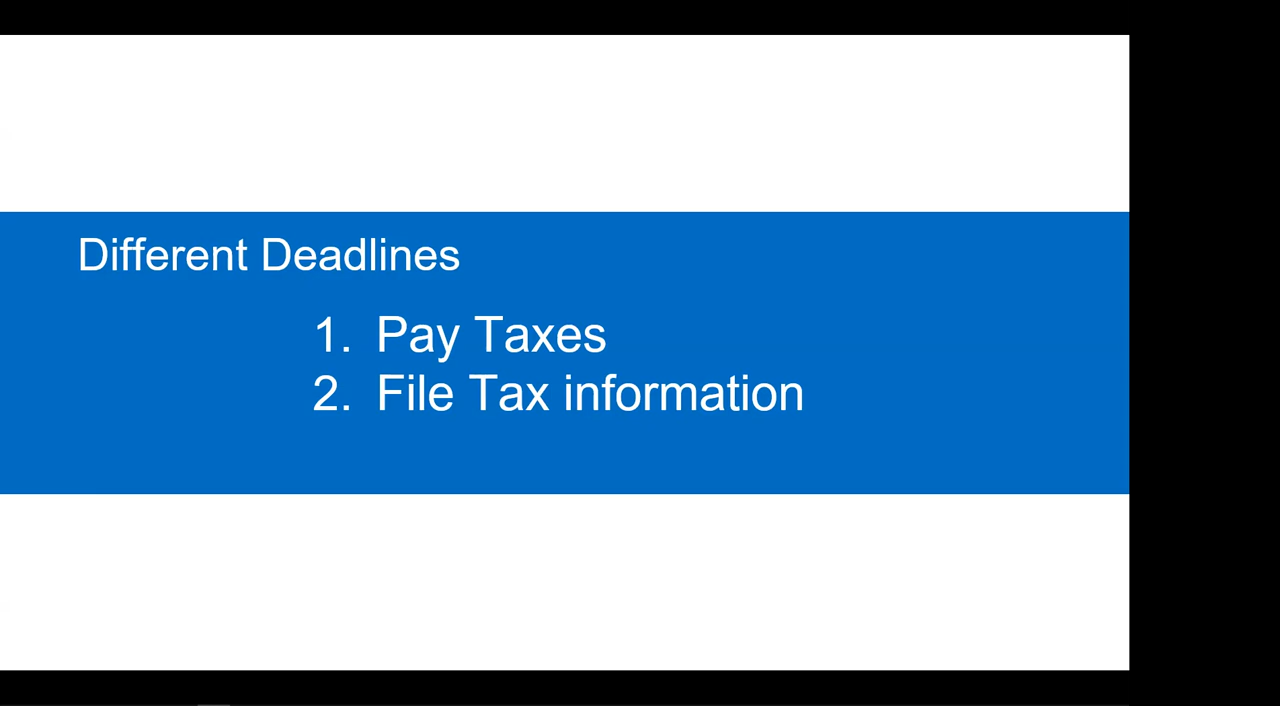 Different Deadlines
1. Pay Taxes
2. File Tax information